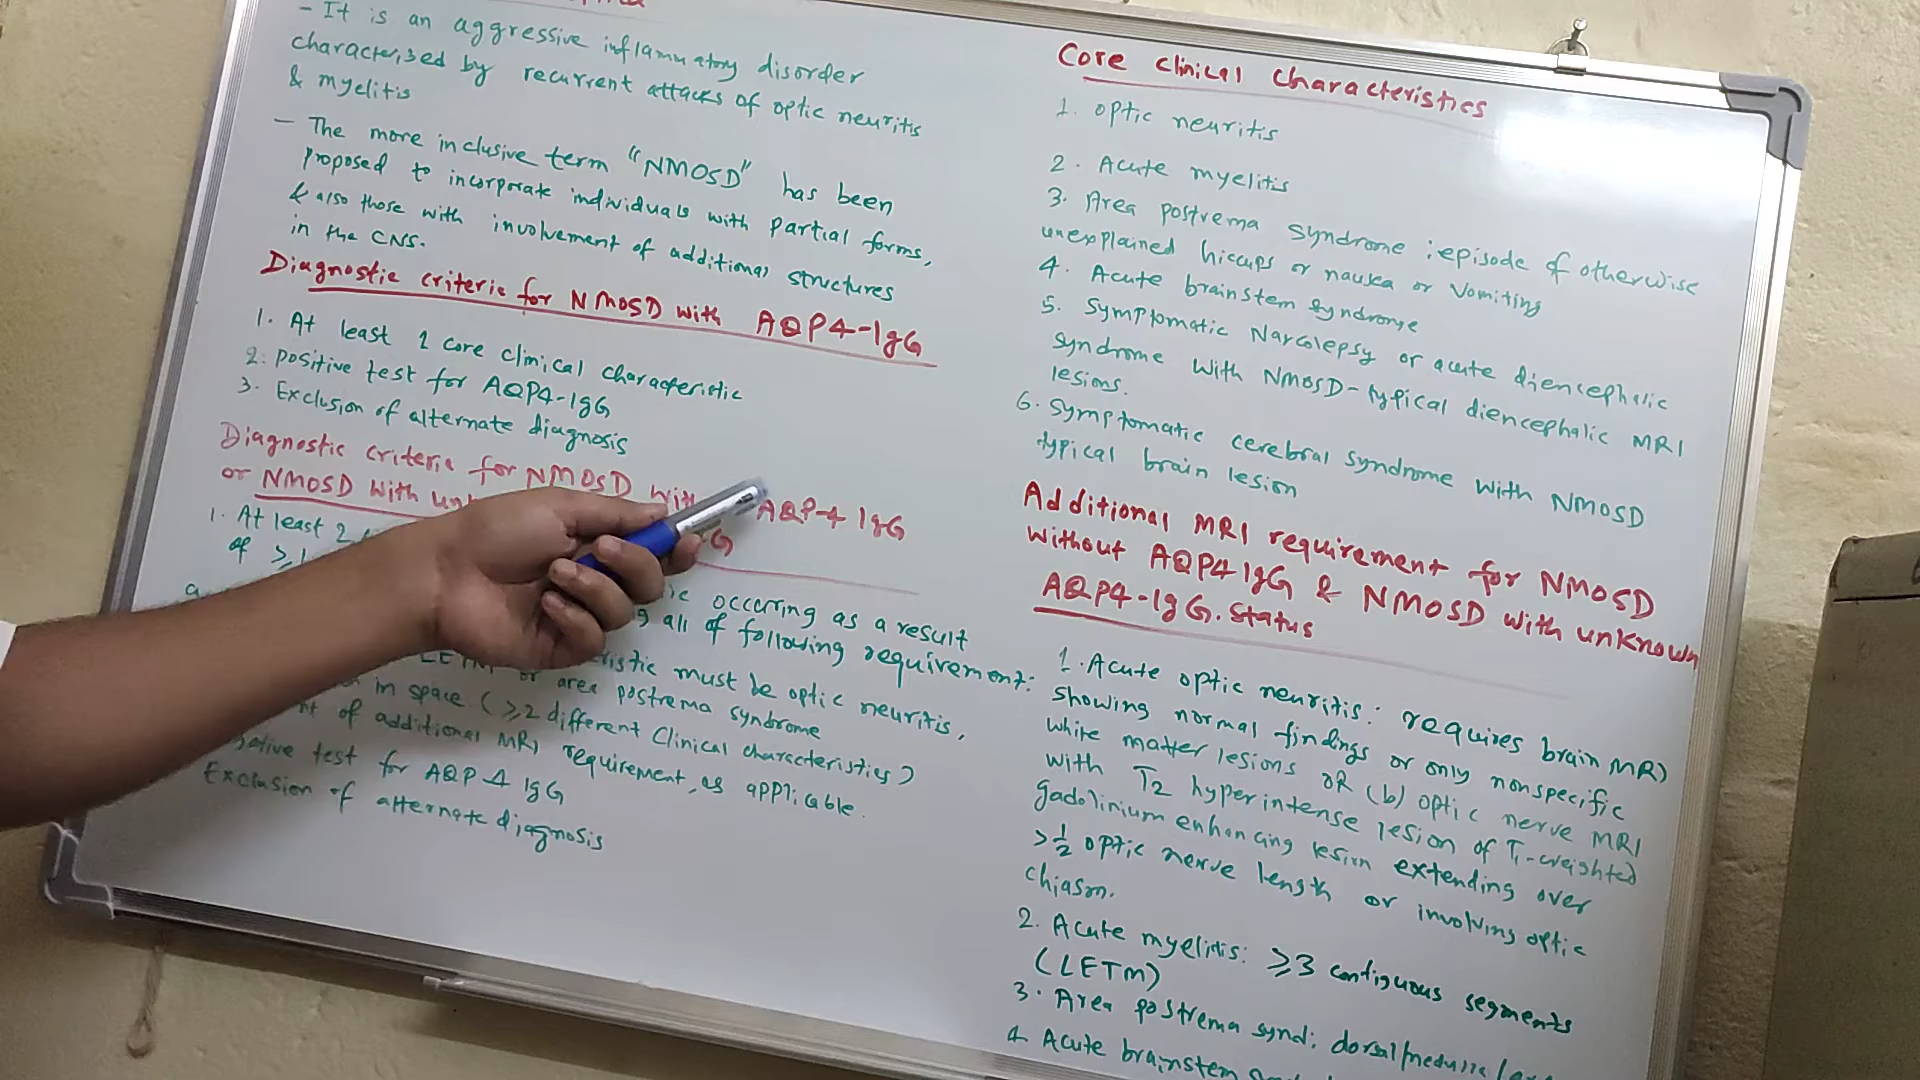 - It is an aggressive inflammatory disorder
characterized by recurrent attacks of optic neuritis
& myelitis
- The more inclusive term "NMOSD" has been
proposed to incorporate individuals with partial forms,
& also those with involvement of additional structures
in the CNS.
Diagnostic criteria for NMOSD with AQP4-IgG
1. At least 1 core clinical characteristic
2. positive test for AQP4-IgG
3. Exclusion of alternate diagnosis
Diagnostic criteria for NMOSD with AQP-4 IgG
or NMOSD with
1. At least 2
of ≥1
occuring as a result
all of following requirement:
must be optic neuritis,
LETM or area postrema syndrome
in space (≥2 different clinical characteristics)
of additional MRI requirement, as applicable.
test for AQP-4 IgG
Exclusion of alternate diagnosis
Core clinical characteristics
1. optic neuritis
2. Acute myelitis
3. Area postrema syndrome : episode of otherwise
unexplained hiccups or nausea or vomiting
4. Acute brainstem syndrome
5. Symptomatic Narcolepsy or acute diencephalic
syndrome with NMOSD-typical diencephalic MRI
lesions.
6. Symptomatic cerebral syndrome with NMOSD
typical brain lesion
Additional MRI requirement for NMOSD
without AQP4 IgG & NMOSD with unknown
AQP4-IgG. Status
1. Acute optic neuritis: requires brain MRI
showing normal findings or only nonspecific
white matter lesions OR (b) optic nerve MRI
with T2 hyperintense lesion of T1-weighted
gadolinium enhancing lesion extending over
>1/2 optic nerve length or involving optic
chiasm.
2. Acute myelitis: ≥3 contiguous segments
(LETM)
3. Area postrema synd: dorsal/medulla/
4. Acute brainstem